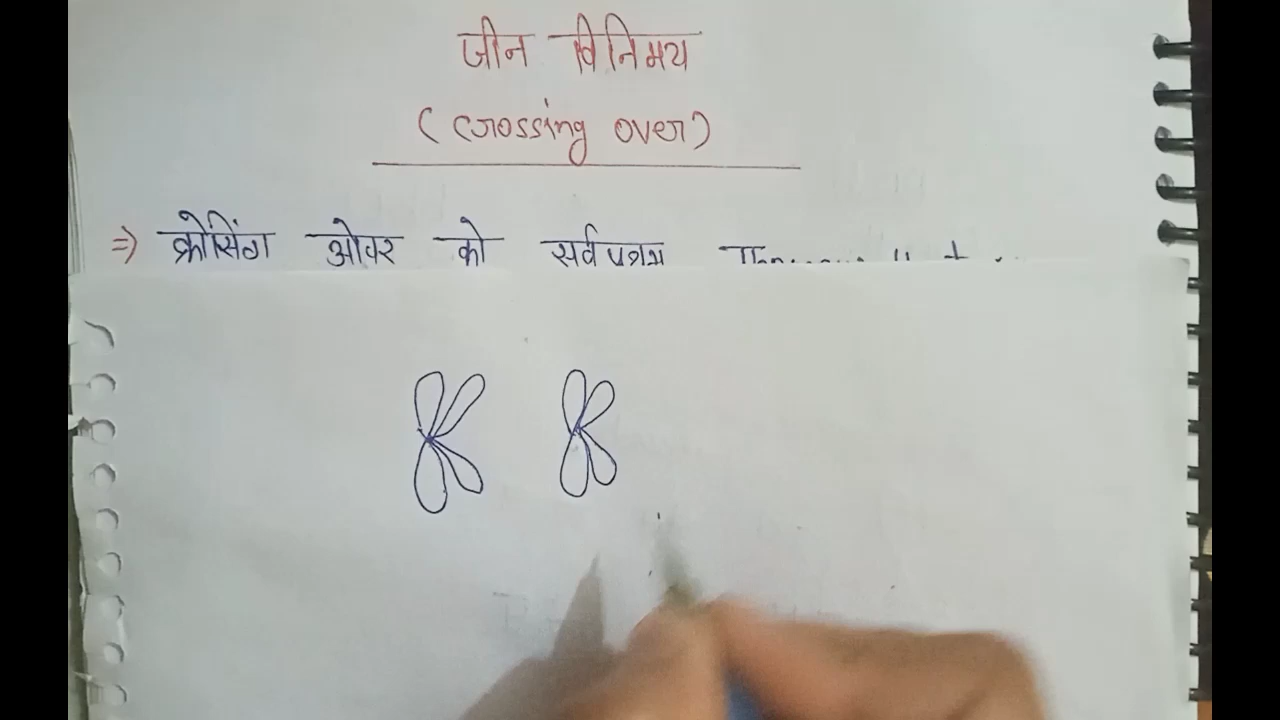 जीन विनिमय
(crossing over)
⇒ क्रोसिंग ओवर को सर्वप्रथम